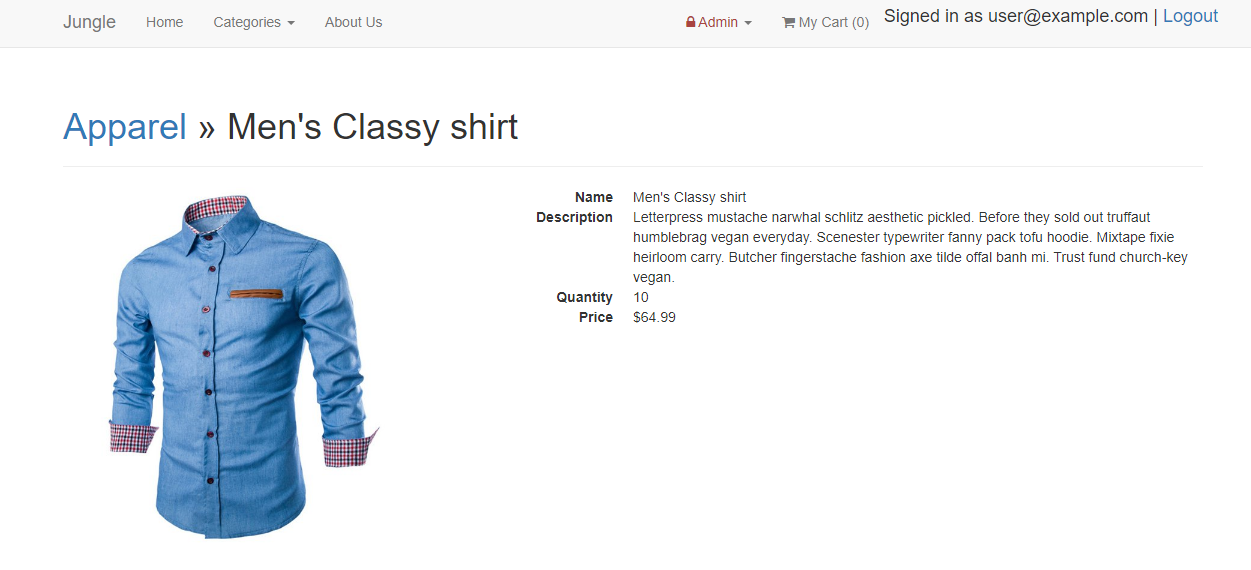 Jungle Home Categories About Us Admin My Cart (0) Signed in as user@example.com | Logout
Apparel » Men's Classy shirt
Name Men's Classy shirt
Description Letterpress mustache narwhal schlitz aesthetic pickled. Before they sold out truffaut
humblebrag vegan everyday. Scenester typewriter fanny pack tofu hoodie. Mixtape fixie
heirloom carry. Butcher fingerstache fashion axe tilde offal banh mi. Trust fund church-key
vegan.
Quantity 10
Price $64.99